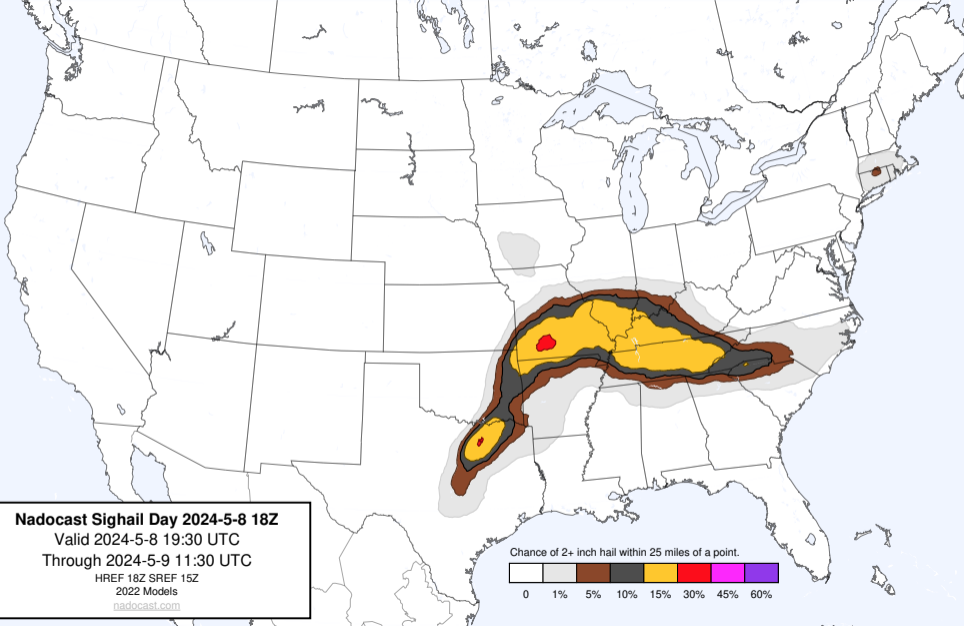 Nadocast Sighail Day 2024-5-8 18Z
Valid 2024-5-8 19:30 UTC
Through 2024-5-9 11:30 UTC
HREF 18Z SREF 15Z
2022 Models
nadocast.com
Chance of 2+ inch hail within 25 miles of a point.
0 1% 5% 10% 15% 30% 45% 60%